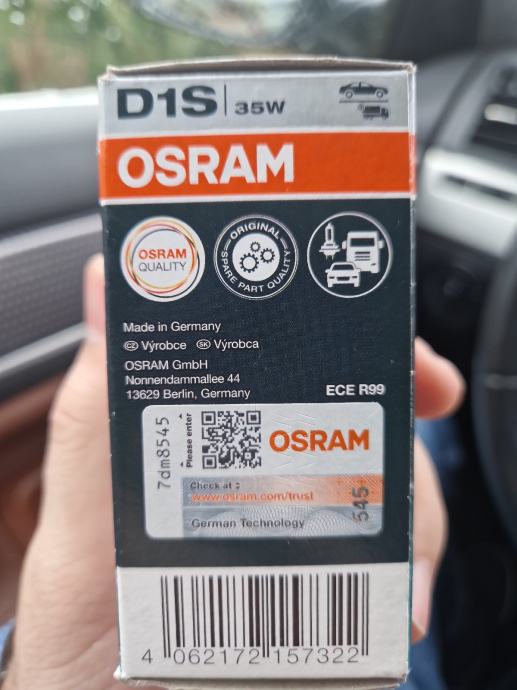 D1S 35W
OSRAM
OSRAM
QUALITY
ORIGINAL
SPARE PART QUALITY
Made in Germany
CZ Výrobce SK Výrobca
OSRAM GmbH
Nonnendammallee 44
13629 Berlin, Germany
ECE R99
7dm8545
Please enter
OSRAM
Check at :
www.osram.com/trust
545
German Technology
4 062172 157322